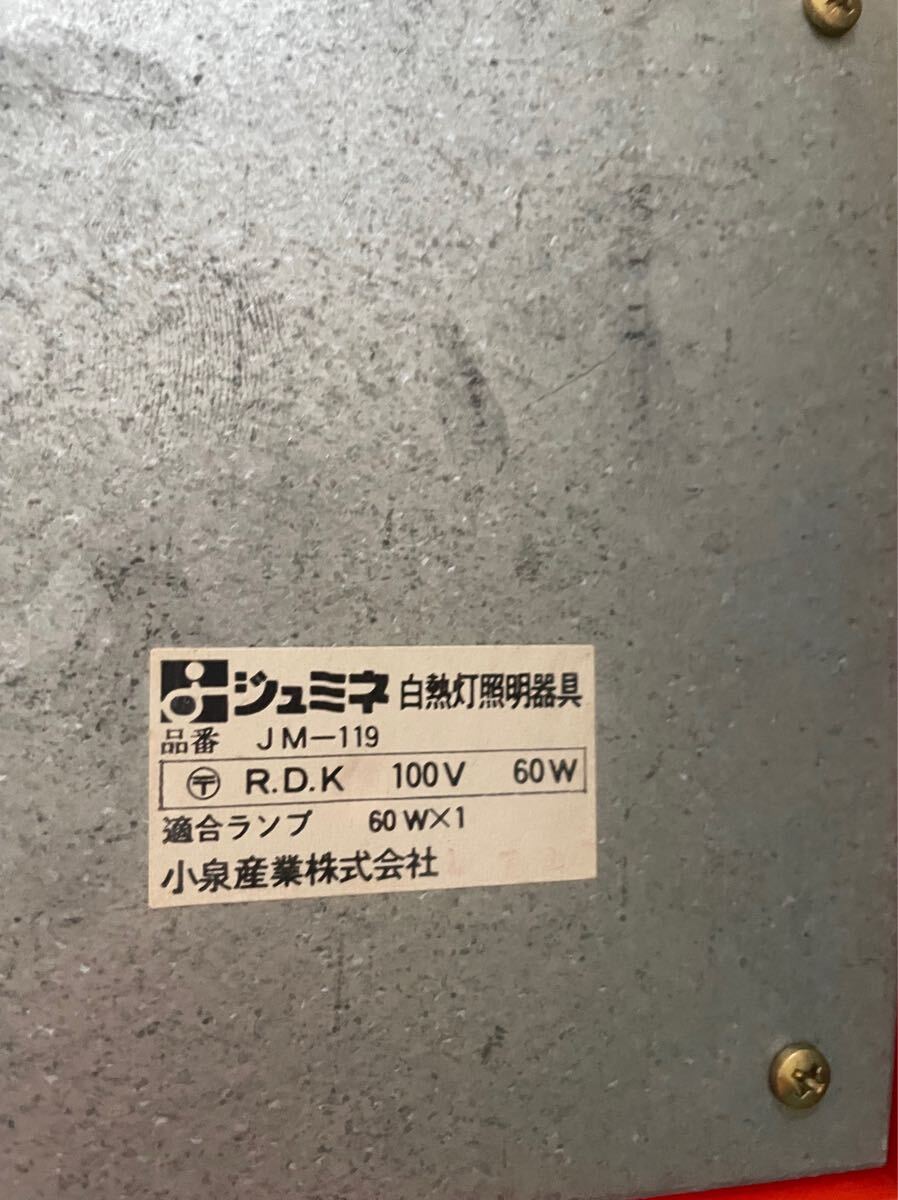 ジュミネ 白熱灯照明器具
品番 JM-119
〶 R.D.K 100V 60W
適合ランプ 60W×1
小泉産業株式会社